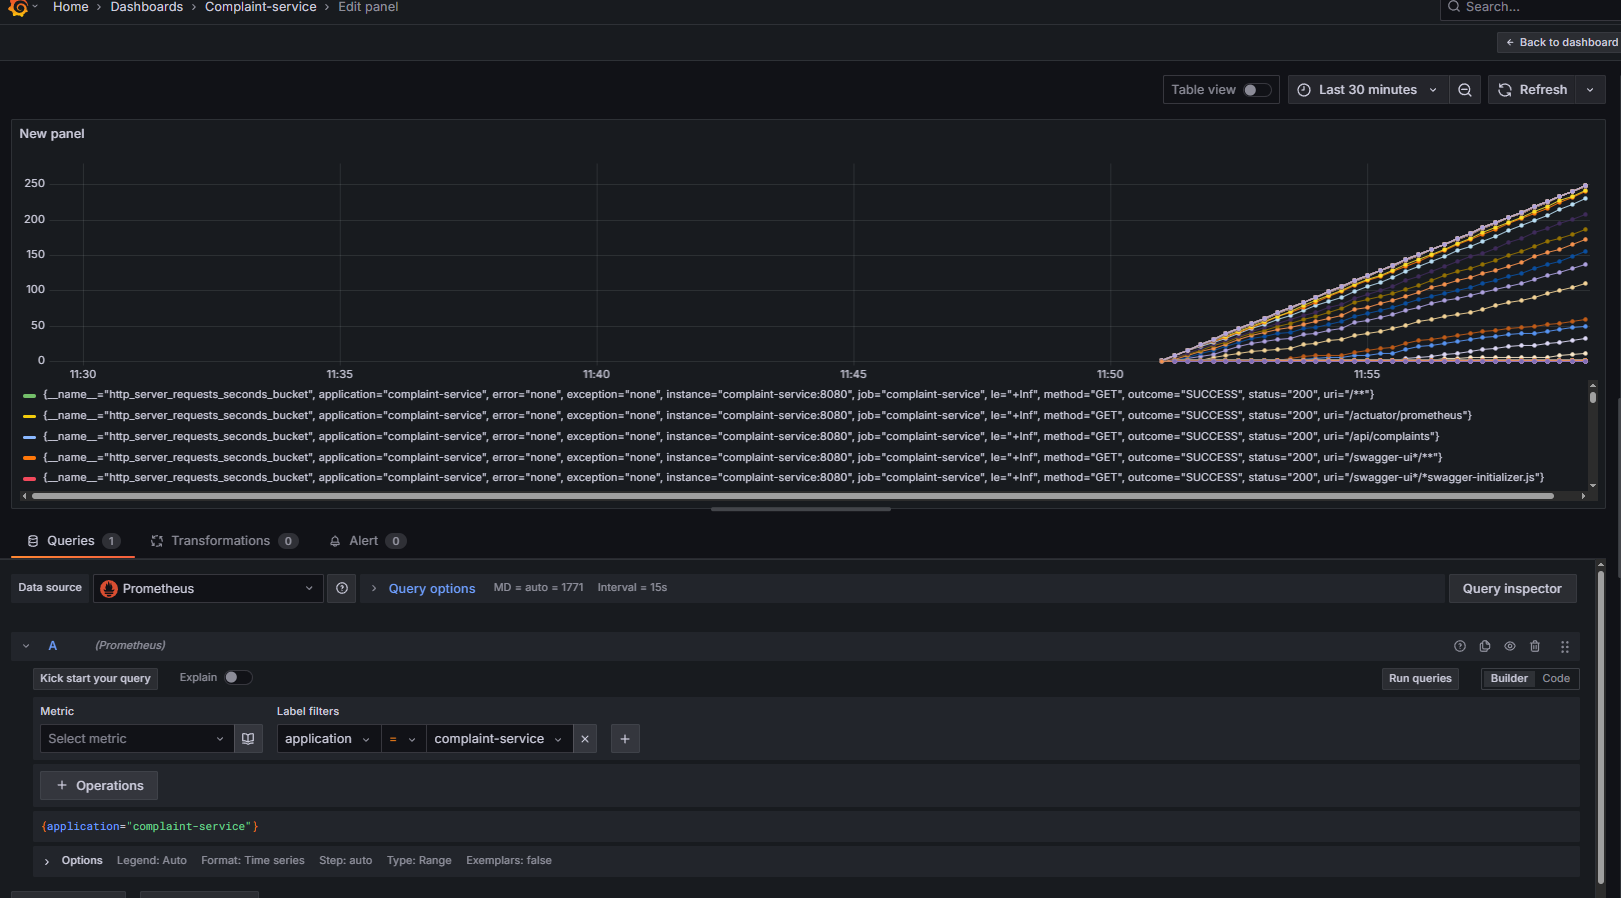 Home › Dashboards › Complaint-service › Edit panel
Search...
← Back to dashboard
Table view
Last 30 minutes
Refresh
New panel
250
200
150
100
50
0
11:30 11:35 11:40 11:45 11:50 11:55
{__name__="http_server_requests_seconds_bucket", application="complaint-service", error="none", exception="none", instance="complaint-service:8080", job="complaint-service", le="+Inf", method="GET", outcome="SUCCESS", status="200", uri="/**"}
{__name__="http_server_requests_seconds_bucket", application="complaint-service", error="none", exception="none", instance="complaint-service:8080", job="complaint-service", le="+Inf", method="GET", outcome="SUCCESS", status="200", uri="/actuator/prometheus"}
{__name__="http_server_requests_seconds_bucket", application="complaint-service", error="none", exception="none", instance="complaint-service:8080", job="complaint-service", le="+Inf", method="GET", outcome="SUCCESS", status="200", uri="/api/complaints"}
{__name__="http_server_requests_seconds_bucket", application="complaint-service", error="none", exception="none", instance="complaint-service:8080", job="complaint-service", le="+Inf", method="GET", outcome="SUCCESS", status="200", uri="/swagger-ui*/**"}
{__name__="http_server_requests_seconds_bucket", application="complaint-service", error="none", exception="none", instance="complaint-service:8080", job="complaint-service", le="+Inf", method="GET", outcome="SUCCESS", status="200", uri="/swagger-ui*/*swagger-initializer.js"}
Queries 1 Transformations 0 Alert 0
Data source Prometheus › Query options MD = auto = 1771 Interval = 15s Query inspector
A (Prometheus)
Kick start your query Explain Run queries Builder Code
Metric Label filters
Select metric application = complaint-service × +
+ Operations
{application="complaint-service"}
› Options Legend: Auto Format: Time series Step: auto Type: Range Exemplars: false